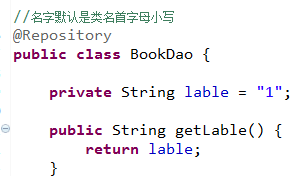 //名字默认是类名首字母小写
@Repository
public class BookDao {
private String lable = "1";
public String getLable() {
return lable;
}